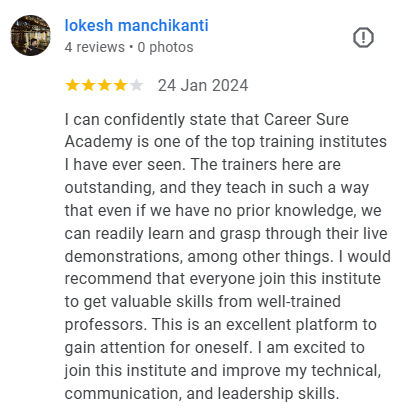 lokesh manchikanti
4 reviews • 0 photos
24 Jan 2024
I can confidently state that Career Sure
Academy is one of the top training institutes
I have ever seen. The trainers here are
outstanding, and they teach in such a way
that even if we have no prior knowledge, we
can readily learn and grasp through their live
demonstrations, among other things. I would
recommend that everyone join this institute
to get valuable skills from well-trained
professors. This is an excellent platform to
gain attention for oneself. I am excited to
join this institute and improve my technical,
communication, and leadership skills.